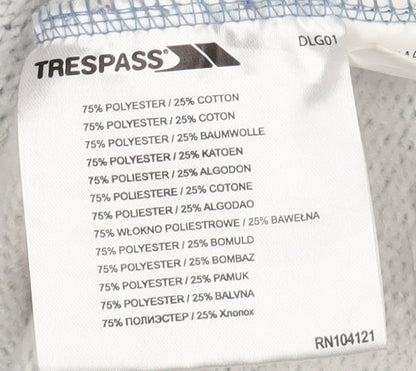 DLG01
TRESPASS®
75% POLYESTER / 25% COTTON
75% POLYESTER / 25% COTON
75% POLYESTER / 25% BAUMWOLLE
75% POLYESTER / 25% KATOEN
75% POLIESTER / 25% ALGODON
75% POLIESTERE / 25% COTONE
75% POLIESTER / 25% ALGODAO
75% WŁOKNO POLIESTROWE / 25% BAWEŁNA
75% POLYESTER / 25% BOMULD
75% POLYESTER / 25% BOMBAZ
75% POLYESTER / 25% PAMUK
75% POLYESTER / 25% BALVNA
75% ПОЛИЭСТЕР / 25% Хлопок
RN104121